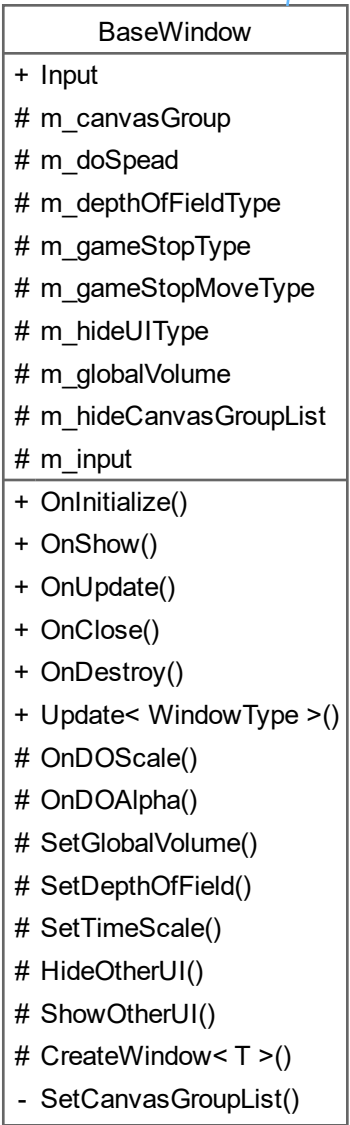 BaseWindow
+ Input
# m_canvasGroup
# m_doSpead
# m_depthOfFieldType
# m_gameStopType
# m_gameStopMoveType
# m_hideUIType
# m_globalVolume
# m_hideCanvasGroupList
# m_input
+ OnInitialize()
+ OnShow()
+ OnUpdate()
+ OnClose()
+ OnDestroy()
+ Update< WindowType >()
# OnDOScale()
# OnDOAlpha()
# SetGlobalVolume()
# SetDepthOfField()
# SetTimeScale()
# HideOtherUI()
# ShowOtherUI()
# CreateWindow< T >()
- SetCanvasGroupList()